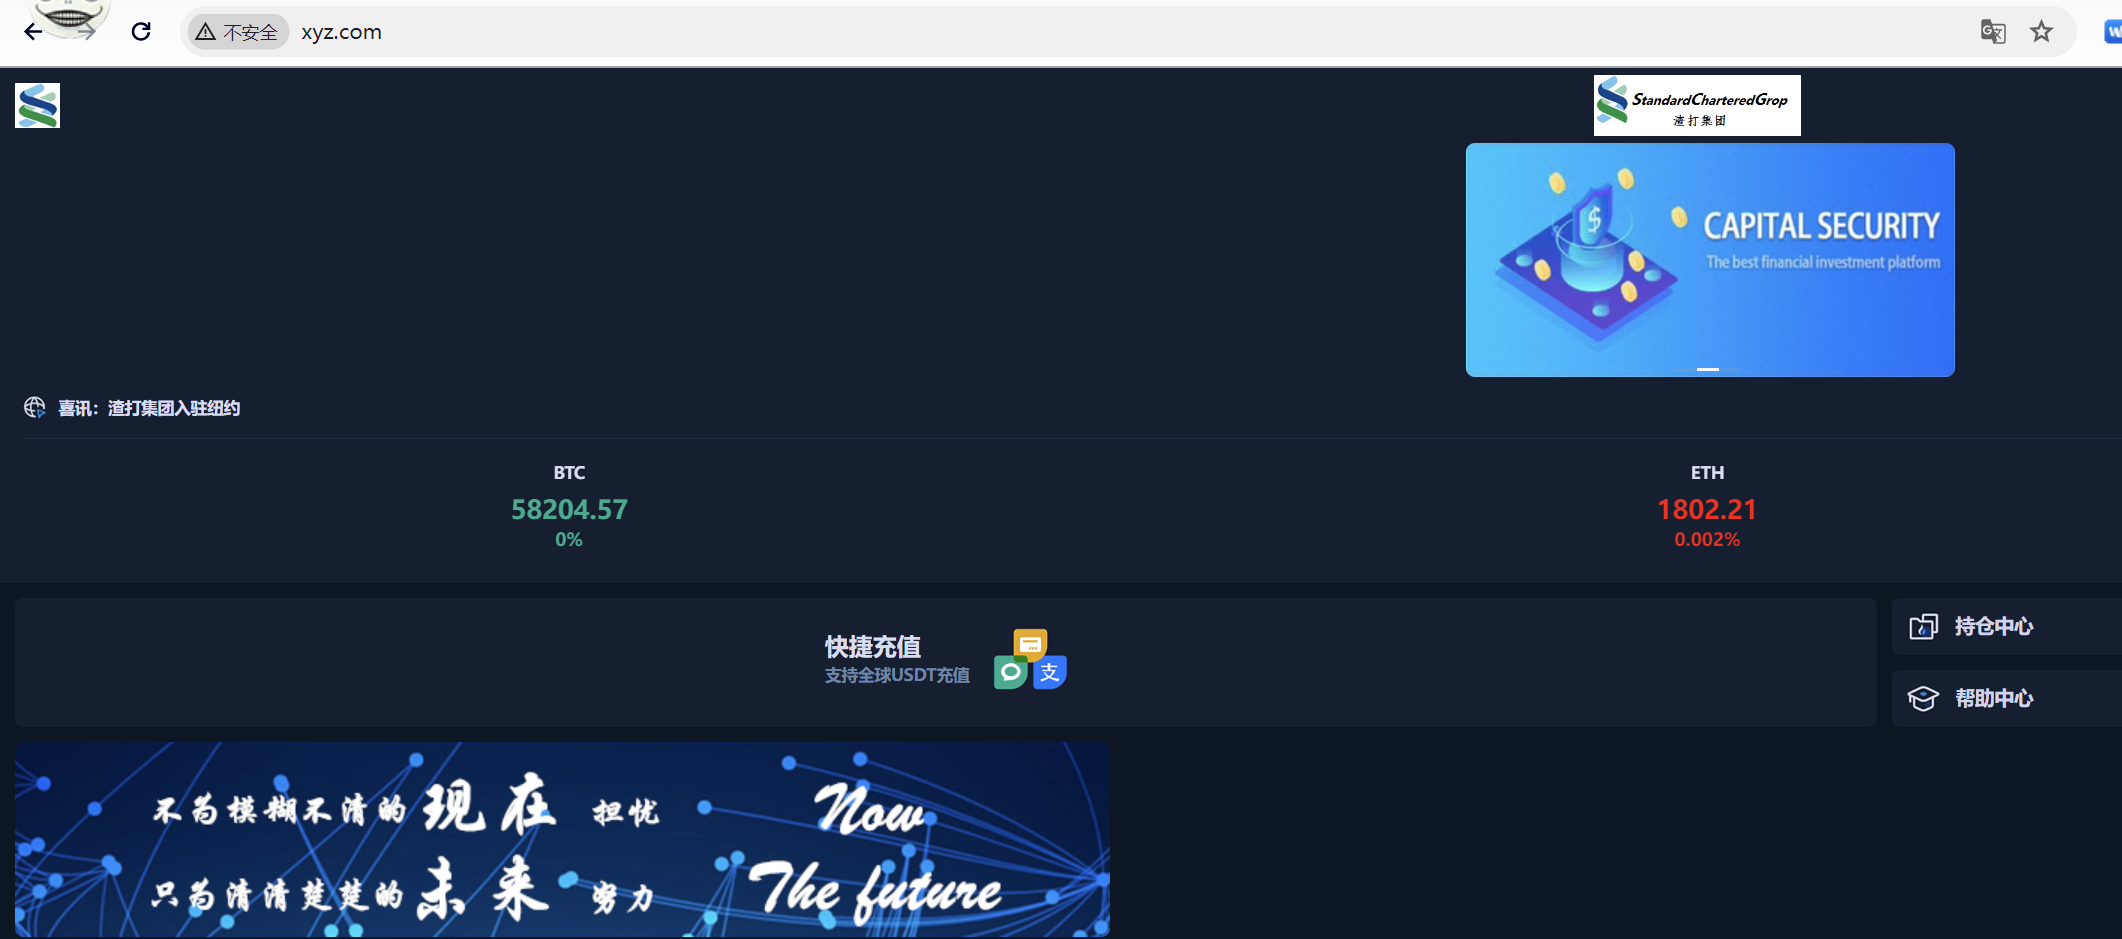 不安全
xyz.com
StandardCharteredGrop
渣打集团
CAPITAL SECURITY
The best financial investment platform
喜讯：渣打集团入驻纽约
BTC
58204.57
0%
ETH
1802.21
0.002%
快捷充值
支持全球USDT充值
支
持仓中心
帮助中心
不为模糊不清的现在 担忧
Now
只为清清楚楚的未来 努力
The future